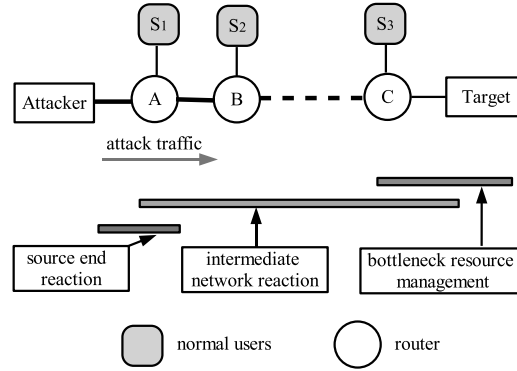 S1
S2
S3
Attacker
A
B
C
Target
attack traffic
source end
reaction
intermediate
network reaction
bottleneck resource
management
normal users
router